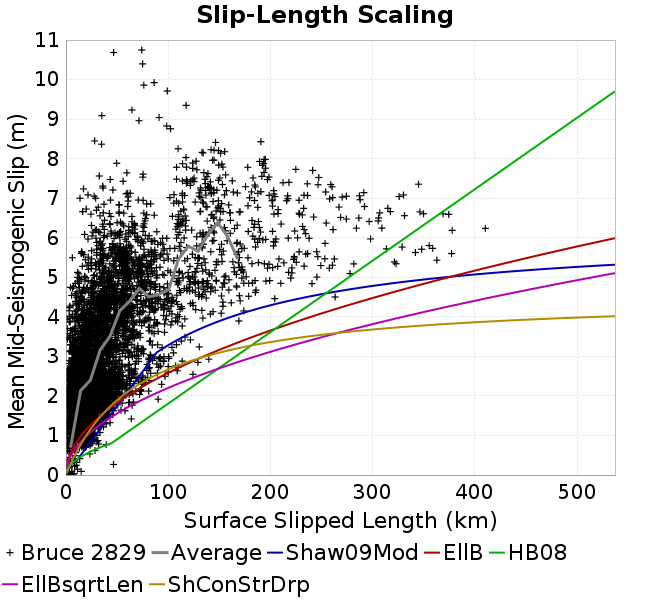 Slip-Length Scaling
Mean Mid-Seismogenic Slip (m)
11
10
9
8
7
6
5
4
3
2
1
0
0 100 200 300 400 500
Surface Slipped Length (km)
Bruce 2829 Average Shaw09Mod EllB HB08
EllBsqrtLen ShConStrDrp